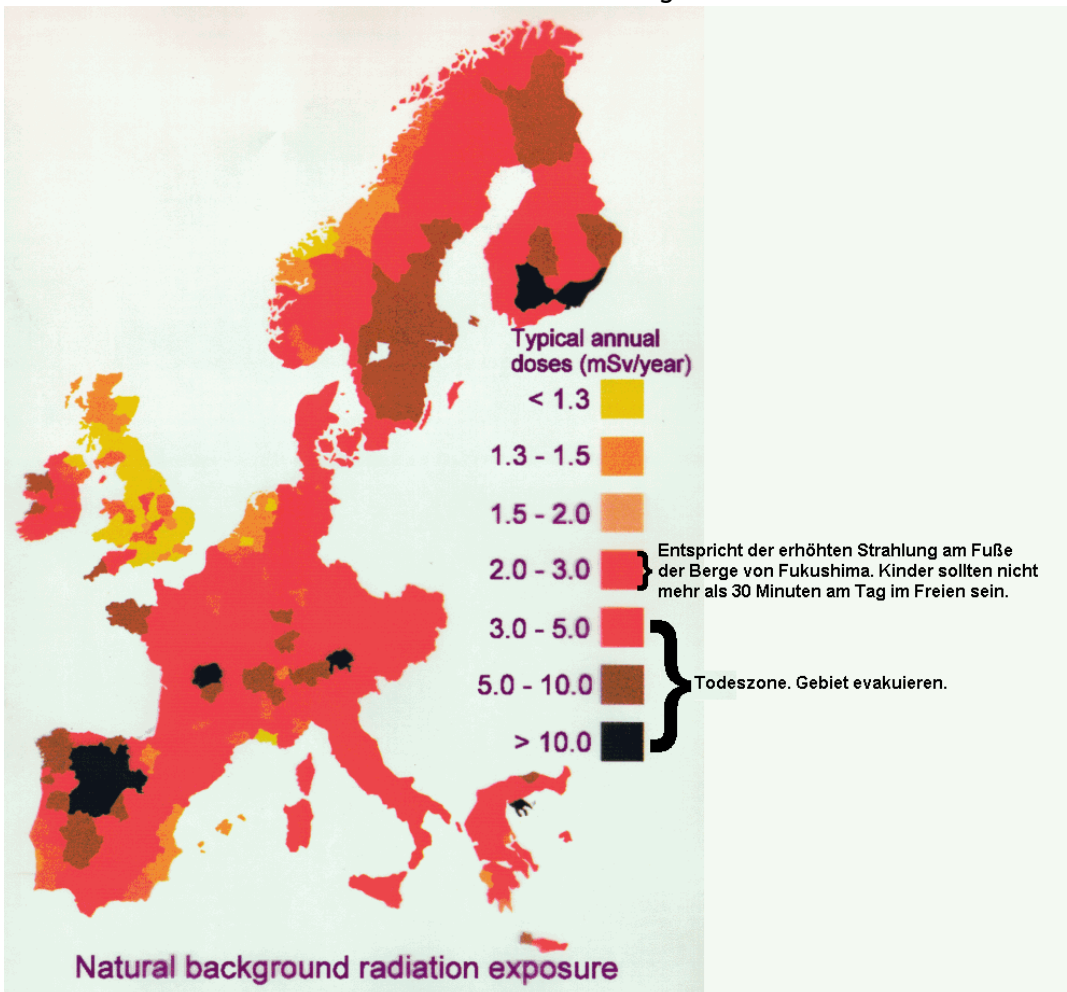 Typical annual
doses (mSv/year)
< 1.3
1.3 - 1.5
1.5 - 2.0
2.0 - 3.0
Entspricht der erhöhten Strahlung am Fuße
der Berge von Fukushima. Kinder sollten nicht
mehr als 30 Minuten am Tag im Freien sein.
3.0 - 5.0
5.0 - 10.0
Todeszone. Gebiet evakuieren.
> 10.0
Natural background radiation exposure